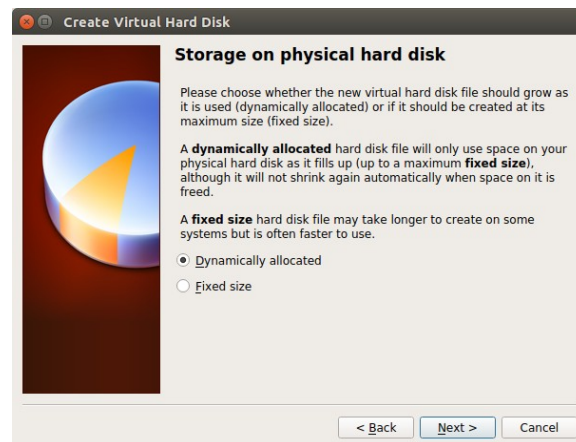 Create Virtual Hard Disk
Storage on physical hard disk
Please choose whether the new virtual hard disk file should grow as
it is used (dynamically allocated) or if it should be created at its
maximum size (fixed size).
A dynamically allocated hard disk file will only use space on your
physical hard disk as it fills up (up to a maximum fixed size),
although it will not shrink again automatically when space on it is
freed.
A fixed size hard disk file may take longer to create on some
systems but is often faster to use.
Dynamically allocated
Fixed size
< Back Next > Cancel